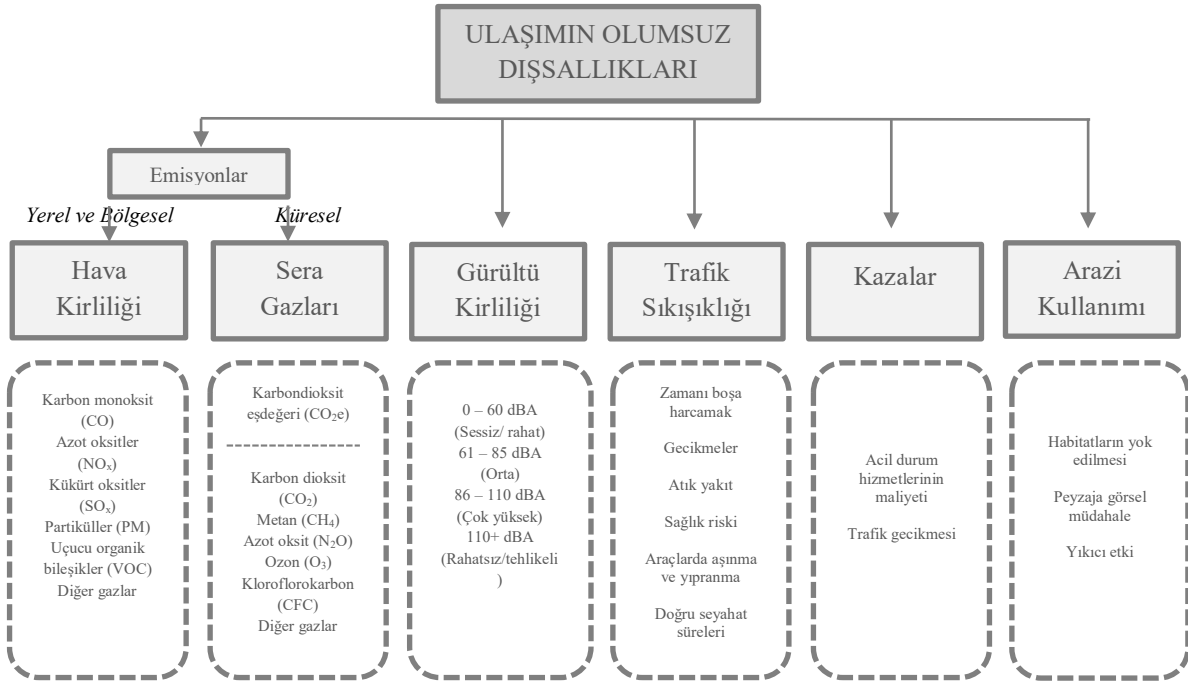 ULAŞIMIN OLUMSUZ
DIŞSALLIKLARI
Emisyonlar
Yerel ve Bölgesel
Küresel
Hava
Kirliliği
Sera
Gazları
Gürültü
Kirliliği
Trafik
Sıkışıklığı
Kazalar
Arazi
Kullanımı
Karbon monoksit
(CO)
Azot oksitler
(NOₓ)
Kükürt oksitler
(SOₓ)
Partiküller (PM)
Uçucu organik
bileşikler (VOC)
Diğer gazlar
Karbondioksit
eşdeğeri (CO₂e)
--------------------
Karbon dioksit
(CO₂)
Metan (CH₄)
Azot oksit (N₂O)
Ozon (O₃)
Kloroflorokarbon
(CFC)
Diğer gazlar
0 – 60 dBA
(Sessiz/ rahat)
61 – 85 dBA
(Orta)
86 – 110 dBA
(Çok yüksek)
110+ dBA
(Rahatsız/tehlikeli
)
Zamanı boşa
harcamak
Gecikmeler
Atık yakıt
Sağlık riski
Araçlarda aşınma
ve yıpranma
Doğru seyahat
süreleri
Acil durum
hizmetlerinin
maliyeti
Trafik gecikmesi
Habitatların yok
edilmesi
Peyzaja görsel
müdahale
Yıkıcı etki